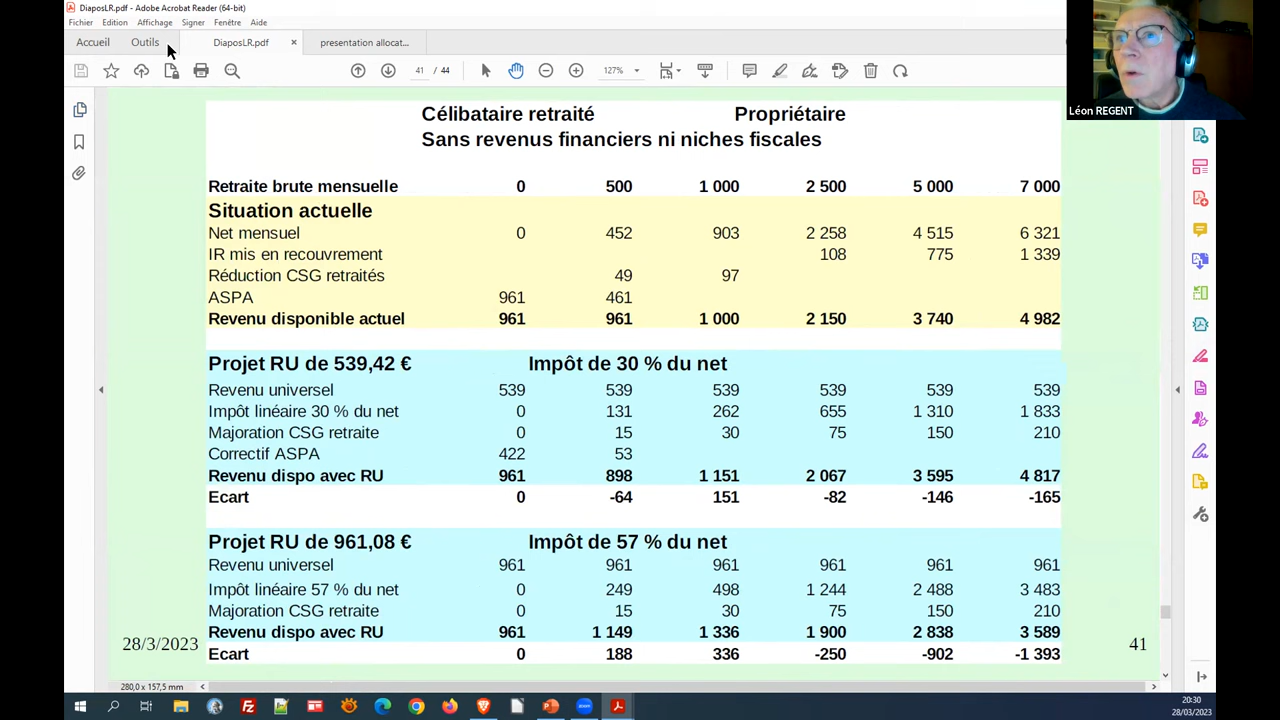 DiaposLR.pdf - Adobe Acrobat Reader (64-bit)
Fichier Edition Affichage Signer Fenêtre Aide
Accueil Outils DiaposLR.pdf × presentation allocat...
41 / 44 127%
Léon REGENT
Célibataire retraité Propriétaire
Sans revenus financiers ni niches fiscales
Retraite brute mensuelle 0 500 1 000 2 500 5 000 7 000
Situation actuelle
Net mensuel 0 452 903 2 258 4 515 6 321
IR mis en recouvrement 108 775 1 339
Réduction CSG retraités 49 97
ASPA 961 461
Revenu disponible actuel 961 961 1 000 2 150 3 740 4 982
Projet RU de 539,42 € Impôt de 30 % du net
Revenu universel 539 539 539 539 539 539
Impôt linéaire 30 % du net 0 131 262 655 1 310 1 833
Majoration CSG retraite 0 15 30 75 150 210
Correctif ASPA 422 53
Revenu dispo avec RU 961 898 1 151 2 067 3 595 4 817
Ecart 0 -64 151 -82 -146 -165
Projet RU de 961,08 € Impôt de 57 % du net
Revenu universel 961 961 961 961 961 961
Impôt linéaire 57 % du net 0 249 498 1 244 2 488 3 483
Majoration CSG retraite 0 15 30 75 150 210
Revenu dispo avec RU 961 1 149 1 336 1 900 2 838 3 589
Ecart 0 188 336 -250 -902 -1 393
28/3/2023 41
280,0 x 157,5 mm
20:30
28/03/2023